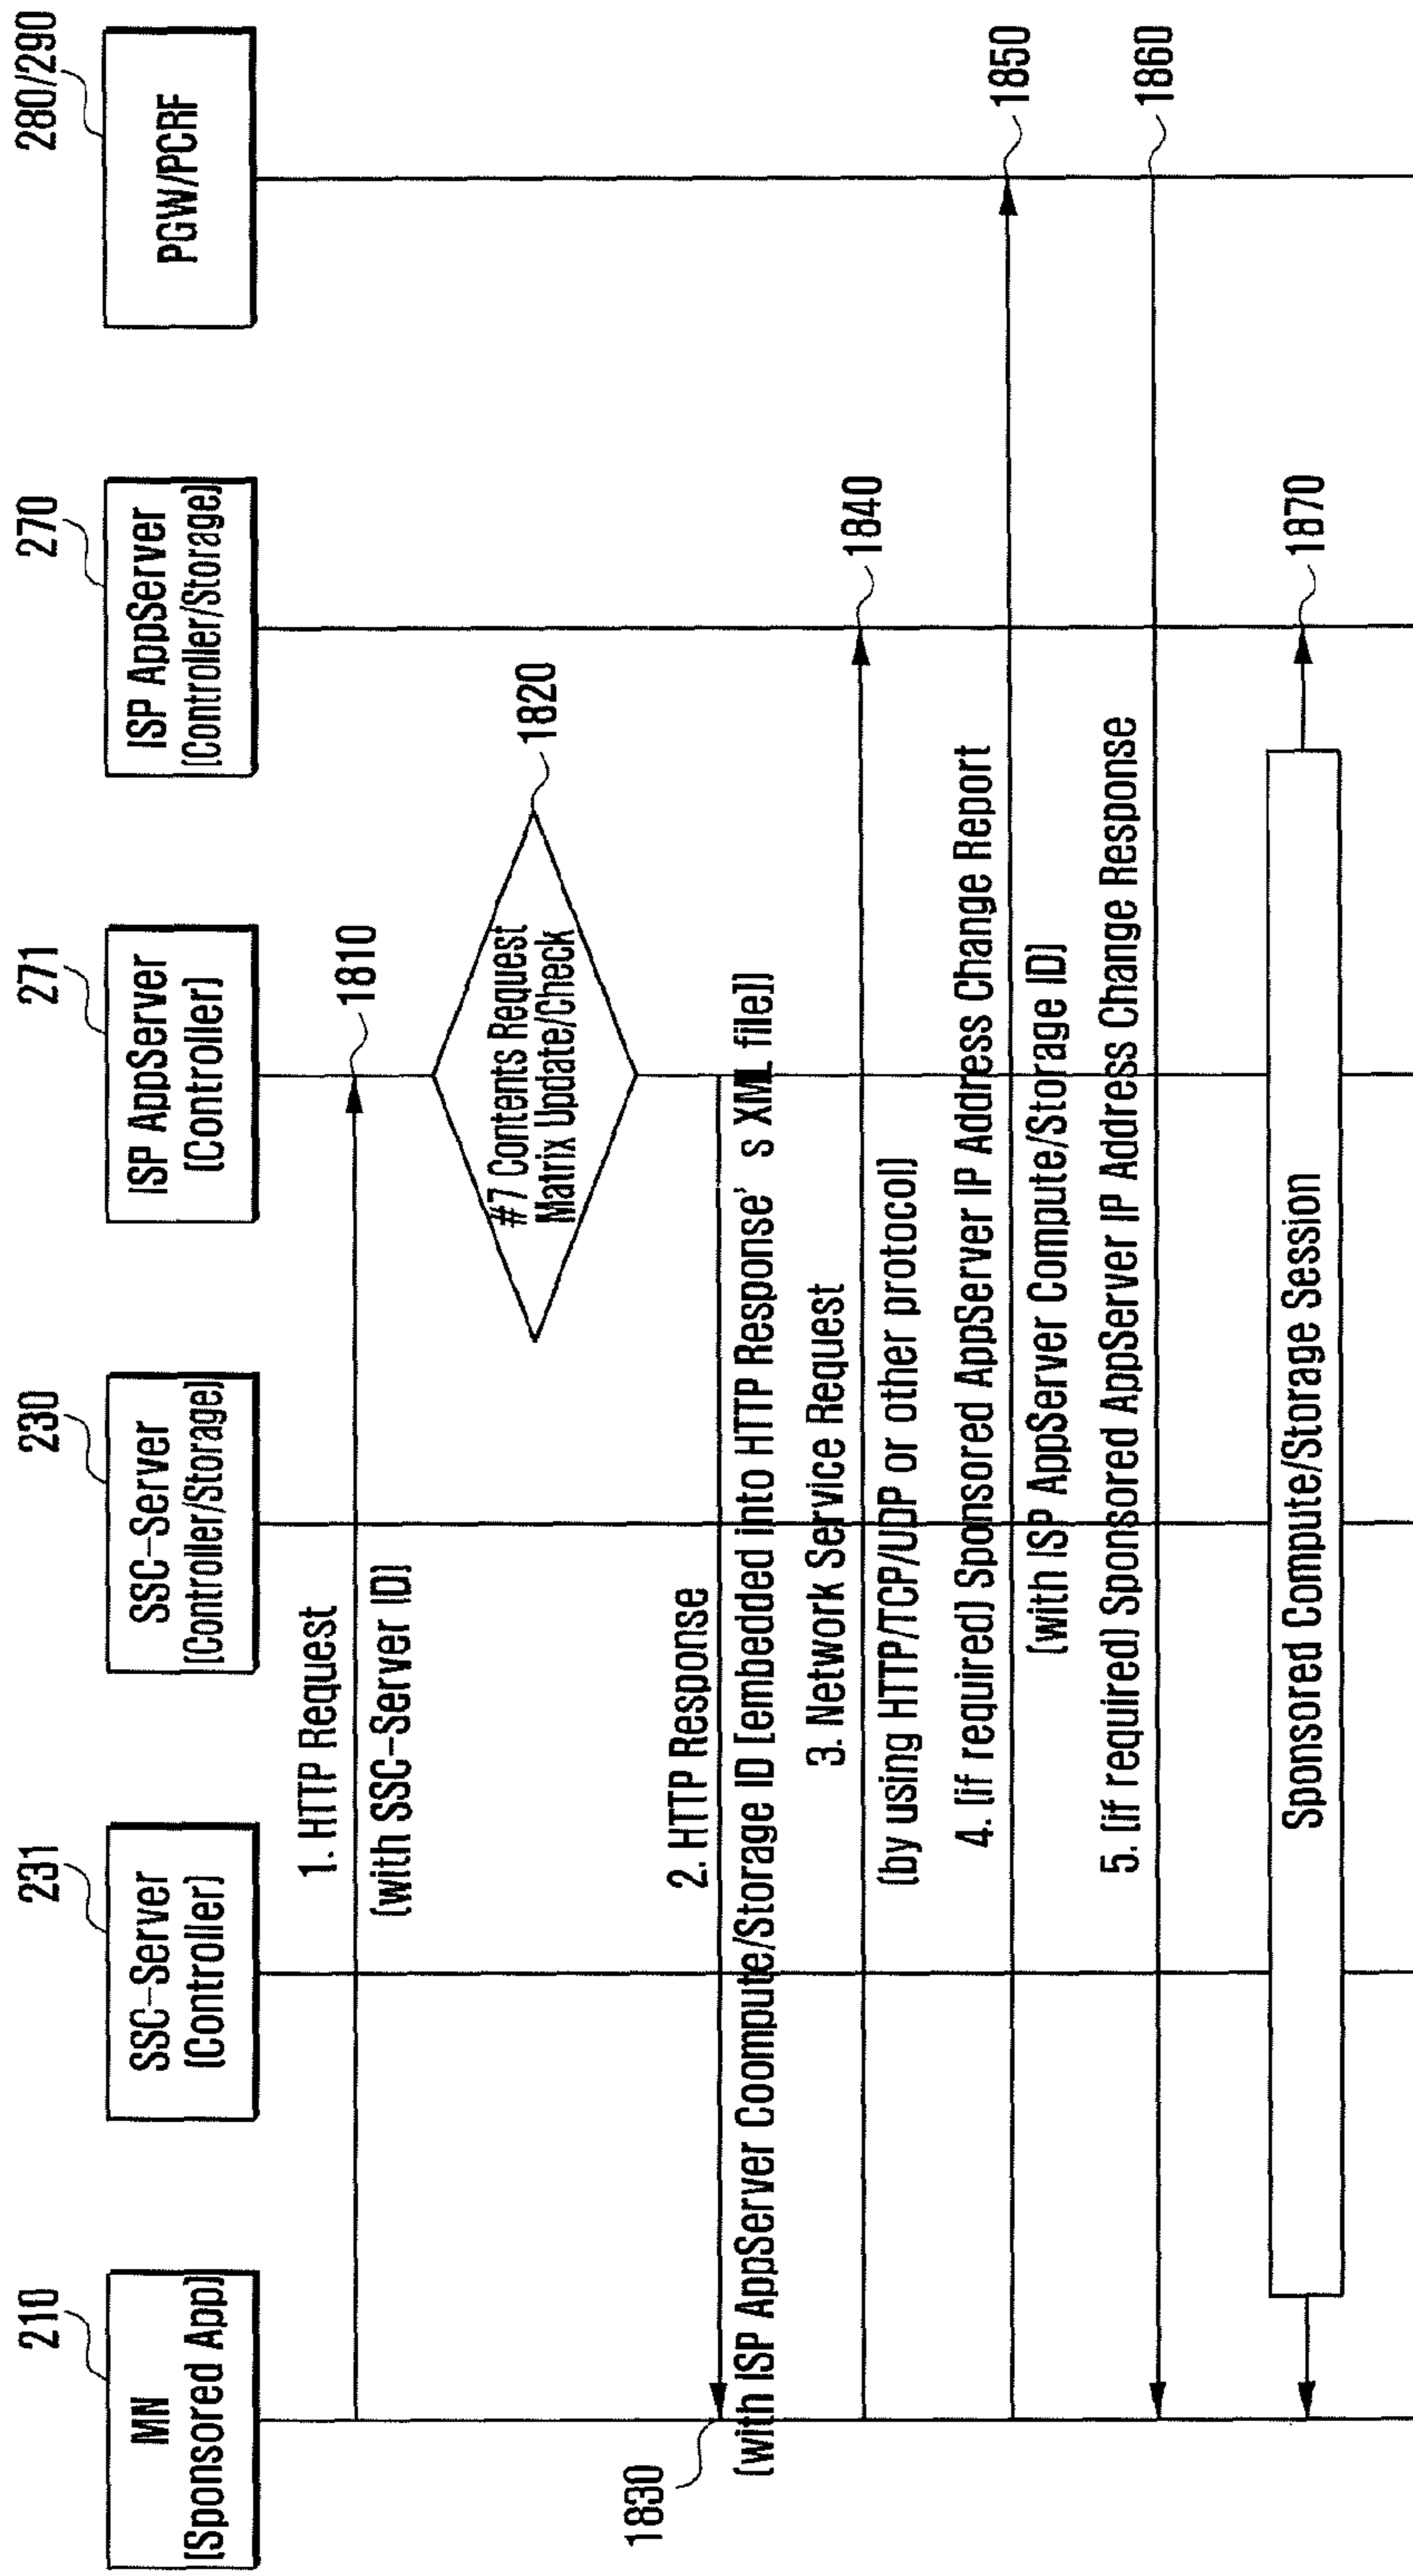 210
MN
(Sponsored App)
231
SSC-Server
(Controller)
230
SSC-Server
(Controller/Storage)
271
ISP AppServer
(Controller)
270
ISP AppServer
(Controller/Storage)
280/290
PGW/PCRF
1. HTTP Request
(with SSC-Server ID)
1810
#7 Contents Request
Matrix Update/Check
1820
2. HTTP Response
1830
(with ISP AppServer Coompute/Storage ID [embedded into HTTP Response' s XML file])
3. Network Service Request
1840
(by using HTTP/TCP/UDP or other protocol)
4. (if required) Sponsored AppServer IP Address Change Report
1850
(with ISP AppServer Compute/Storage ID)
5. (if required) Sponsored AppServer IP Address Change Response
1860
Sponsored Compute/Storage Session
1870